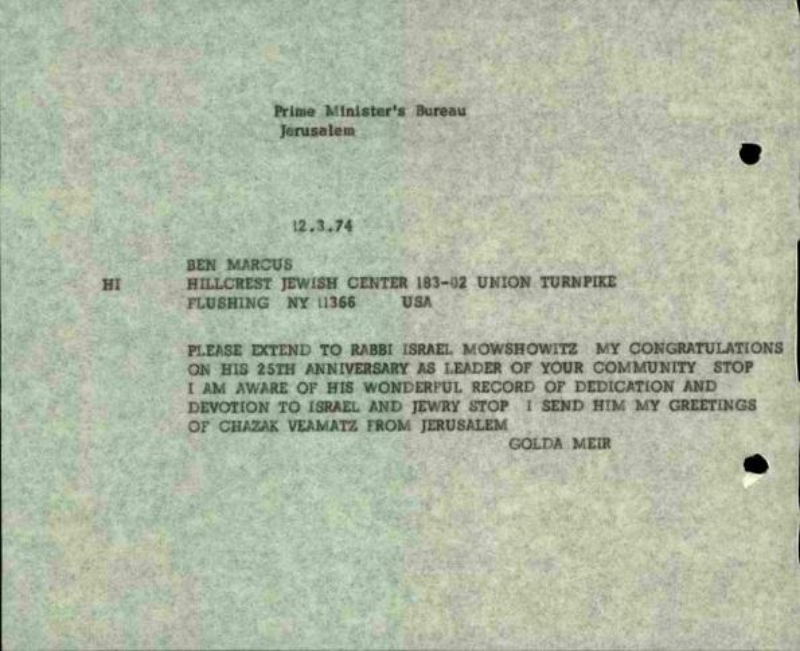 Prime Minister's Bureau
Jerusalem
12.3.74
BEN MARCUS
HI HILLCREST JEWISH CENTER 183-02 UNION TURNPIKE
FLUSHING NY 11366 USA
PLEASE EXTEND TO RABBI ISRAEL MOWSHOWITZ MY CONGRATULATIONS
ON HIS 25TH ANNIVERSARY AS LEADER OF YOUR COMMUNITY STOP
I AM AWARE OF HIS WONDERFUL RECORD OF DEDICATION AND
DEVOTION TO ISRAEL AND JEWRY STOP I SEND HIM MY GREETINGS
OF CHAZAK VEAMATZ FROM JERUSALEM
GOLDA MEIR